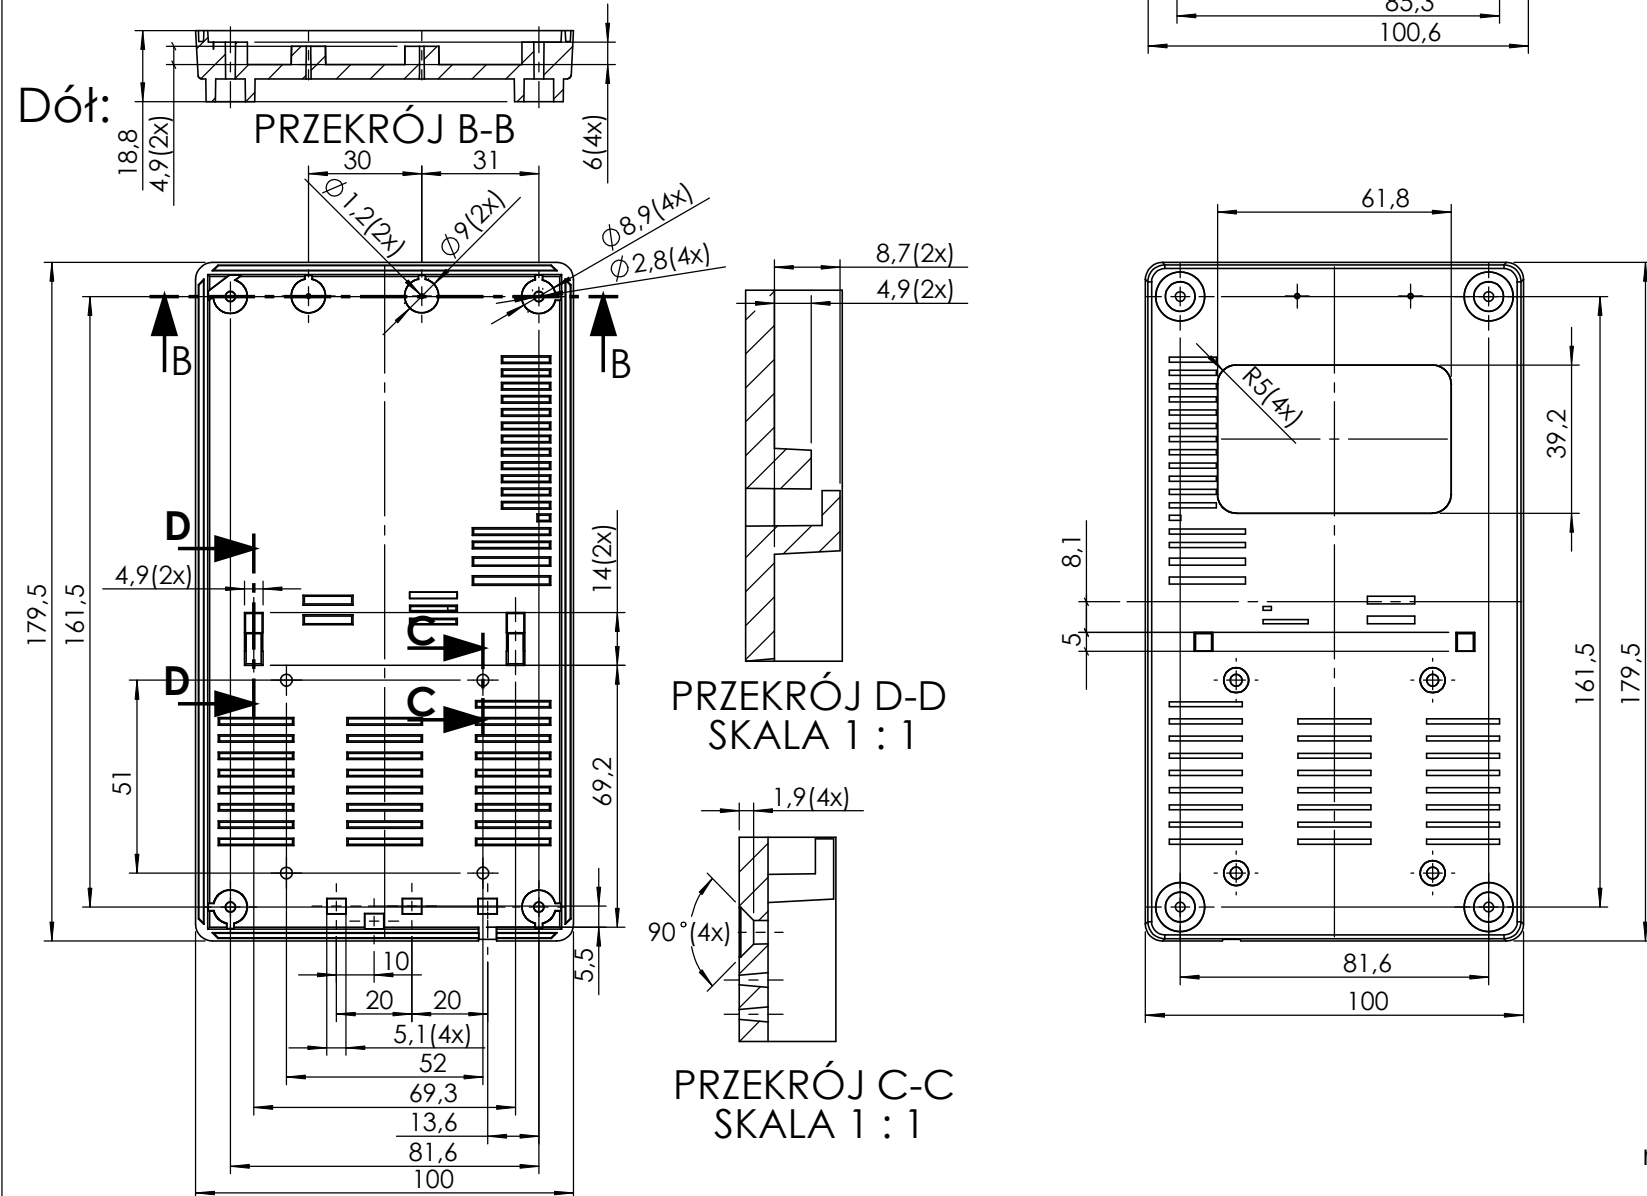 85,3
100,6
Dół:
18,8
4,9(2x)
PRZEKRÓJ B-B
6(4x)
30
31
Ø1,2(2x)
Ø9(2x)
Ø8,9(4x)
Ø2,8(4x)
B
B
179,5
161,5
D
D
4,9(2x)
14(2x)
C
C
51
69,2
5,5
10
20
20
5,1(4x)
52
69,3
13,6
81,6
100
8,7(2x)
4,9(2x)
PRZEKRÓJ D-D
SKALA 1 : 1
1,9(4x)
90°(4x)
PRZEKRÓJ C-C
SKALA 1 : 1
61,8
R5(4x)
39,2
8,1
5
161,5
179,5
81,6
100